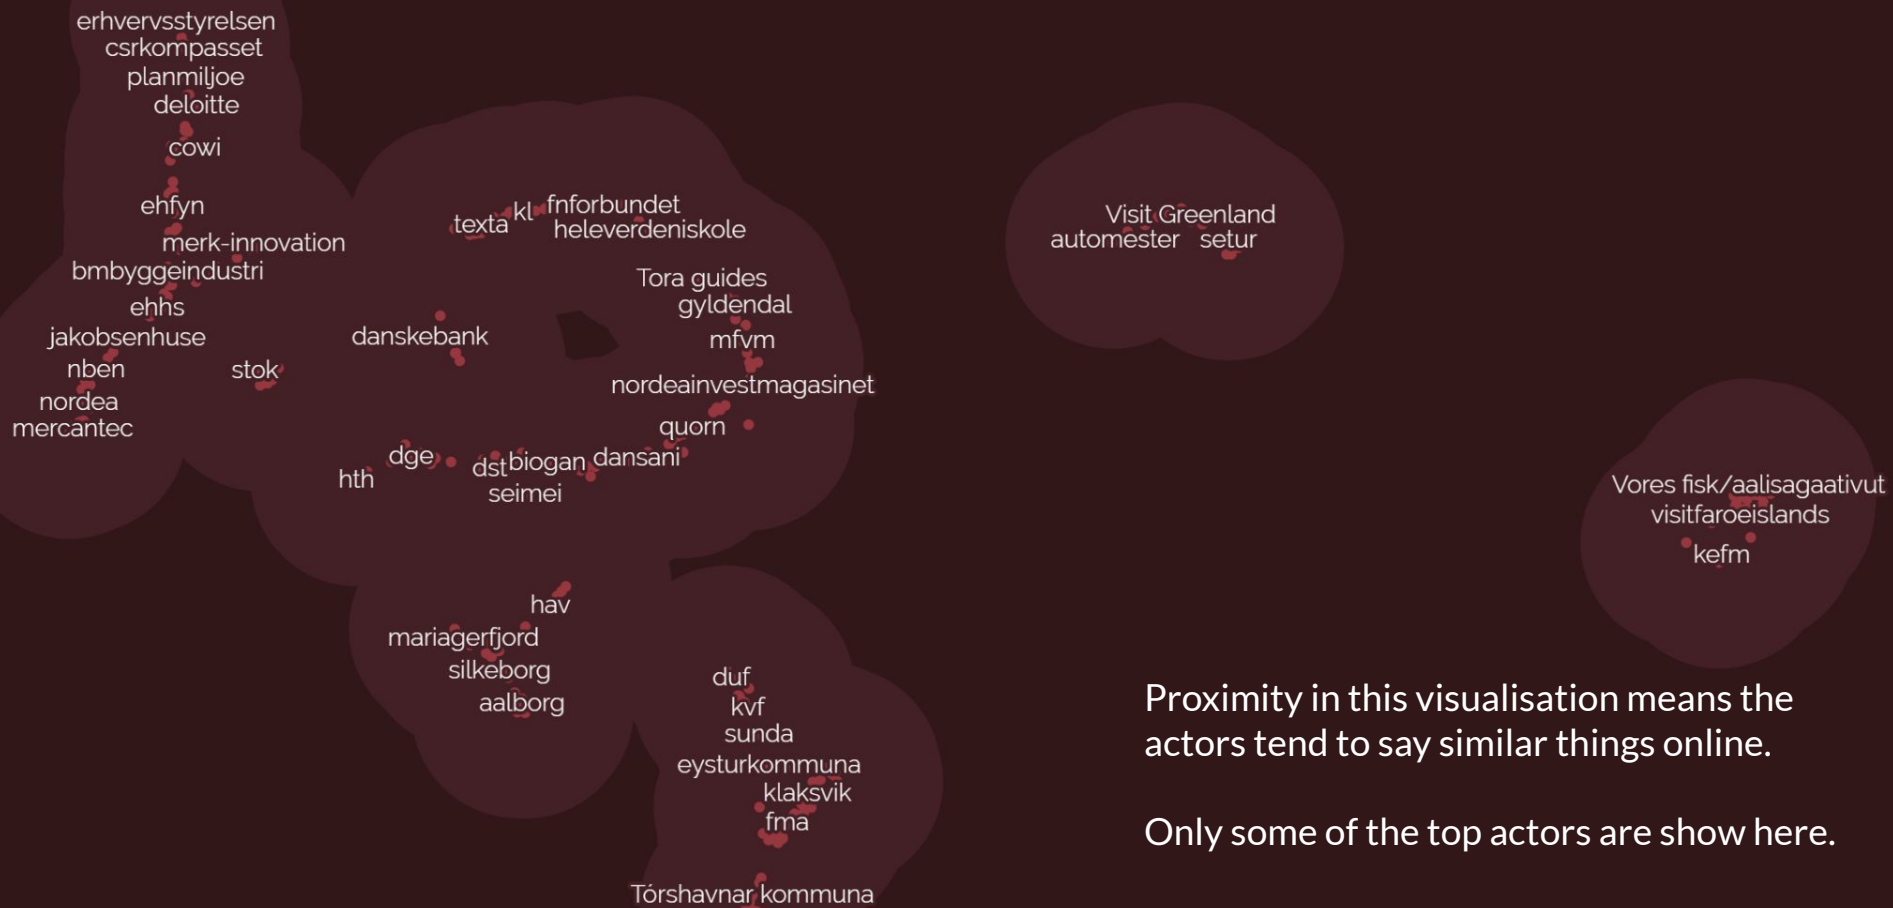 erhvervsstyrelsen
csrkompasset
planmiljoe
deloitte
cowi
ehfyn
merk-innovation
bmbyggeindustri
ehhs
jakobsenhuse
nben
nordea
mercantec
stok
texta kl fnforbundet
heleverdeniskole
danskebank
Tora guides
gyldendal
mfvm
nordeainvestmagasinet
quorn
hth dge dst biogan dansani
seimei
hav
mariagerfjord
silkeborg
aalborg
duf
kvf
sunda
eysturkommuna
klaksvik
fma
Tórshavnar kommuna
Visit Greenland
automester setur
Vores fisk/aalisagaativut
visitfaroeislands
kefm
Proximity in this visualisation means the
actors tend to say similar things online.
Only some of the top actors are show here.